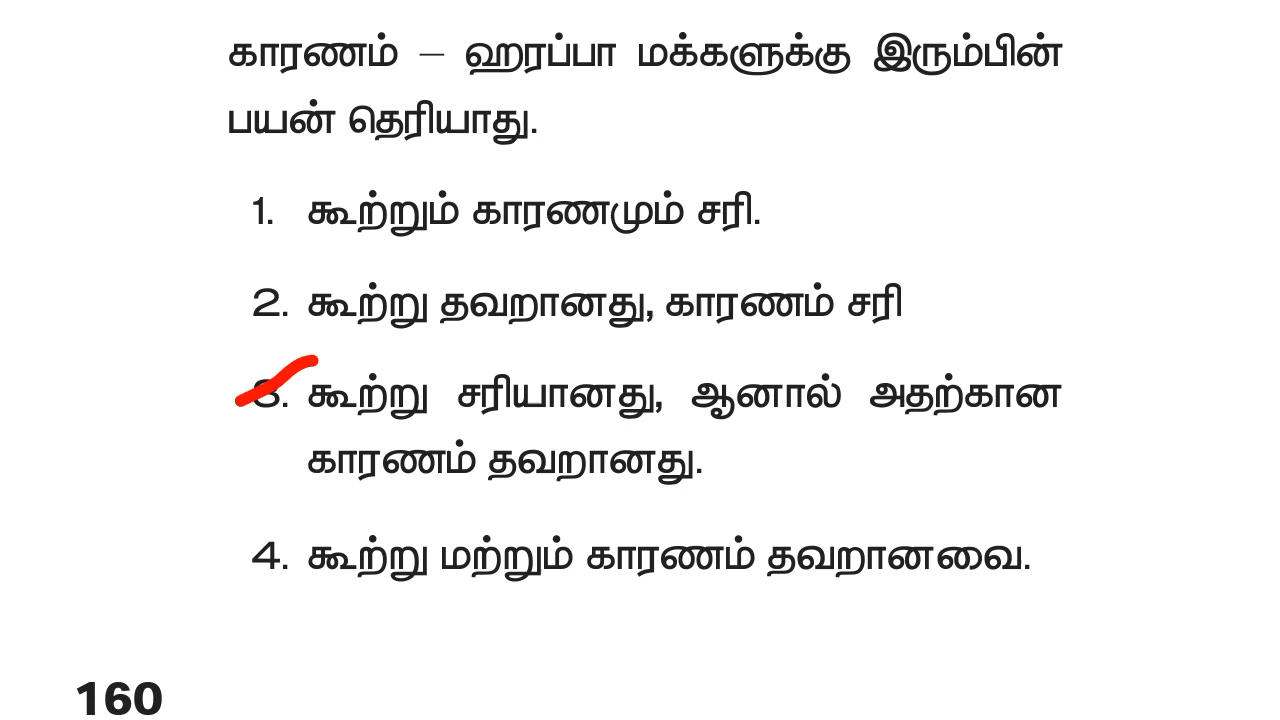 காரணம் – ஹரப்பா மக்களுக்கு இரும்பின்
பயன் தெரியாது.
1. கூற்றும் காரணமும் சரி.
2. கூற்று தவறானது, காரணம் சரி
3. கூற்று சரியானது, ஆனால் அதற்கான
காரணம் தவறானது.
4. கூற்று மற்றும் காரணம் தவறானவை.
160